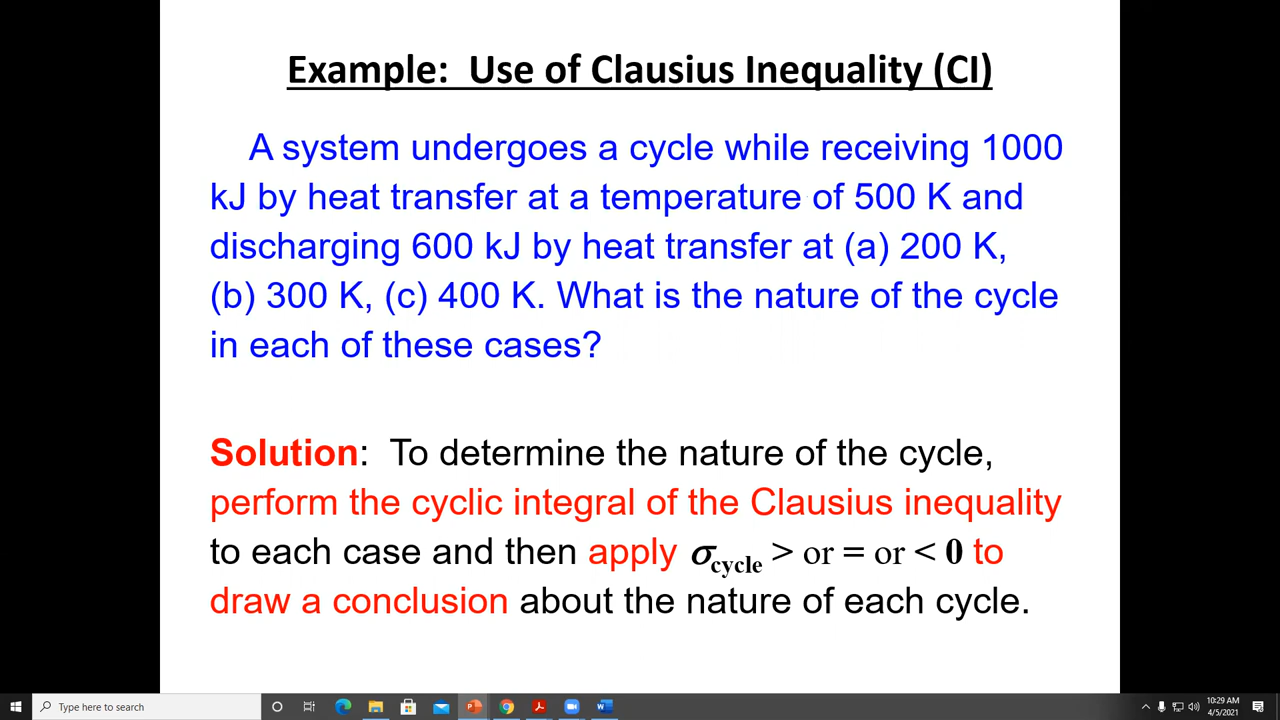 Example: Use of Clausius Inequality (CI)
A system undergoes a cycle while receiving 1000
kJ by heat transfer at a temperature of 500 K and
discharging 600 kJ by heat transfer at (a) 200 K,
(b) 300 K, (c) 400 K. What is the nature of the cycle
in each of these cases?
Solution: To determine the nature of the cycle,
perform the cyclic integral of the Clausius inequality
to each case and then apply σcycle > or = or < 0 to
draw a conclusion about the nature of each cycle.
Type here to search
10:29 AM
4/5/2021